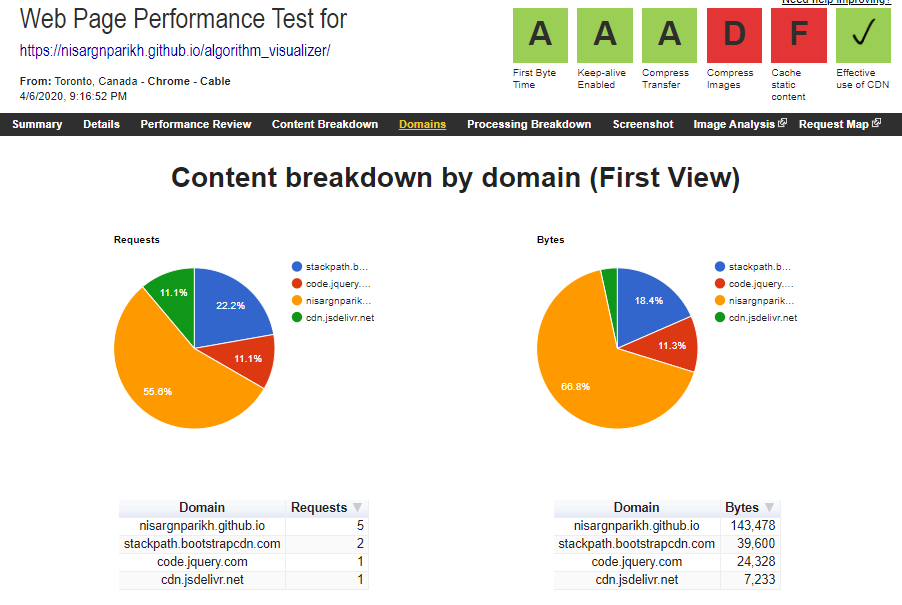 Need help improving?
Web Page Performance Test for
https://nisargnparikh.github.io/algorithm_visualizer/
From: Toronto, Canada - Chrome - Cable
4/6/2020, 9:16:52 PM
A
First Byte
Time
A
Keep-alive
Enabled
A
Compress
Transfer
D
Compress
Images
F
Cache
static
content
✓
Effective
use of CDN
Summary Details Performance Review Content Breakdown Domains Processing Breakdown Screenshot Image Analysis Request Map
Content breakdown by domain (First View)
Requests
11.1%
22.2%
11.1%
55.6%
stackpath.b...
code.jquery....
nisargnparik...
cdn.jsdelivr.net
Bytes
18.4%
11.3%
66.8%
stackpath.b...
code.jquery....
nisargnparik...
cdn.jsdelivr.net
Domain Requests
nisargnparikh.github.io 5
stackpath.bootstrapcdn.com 2
code.jquery.com 1
cdn.jsdelivr.net 1
Domain Bytes
nisargnparikh.github.io 143,478
stackpath.bootstrapcdn.com 39,600
code.jquery.com 24,328
cdn.jsdelivr.net 7,233